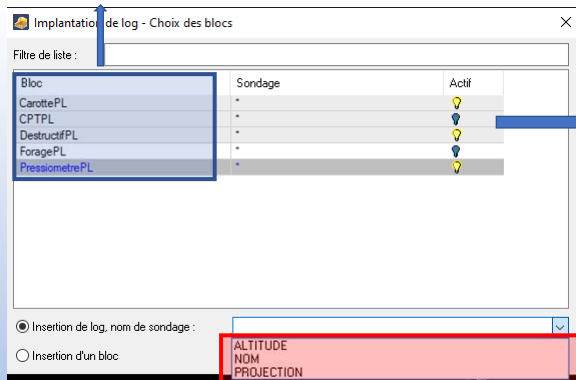 Implantation de log - Choix des blocs
Filtre de liste :
Bloc Sondage Actif
CarottePL *
CPTPL *
DestructifPL *
ForagePL *
PressiometrePL *
Insertion de log, nom de sondage :
Insertion d'un bloc
ALTITUDE
NOM
PROJECTION